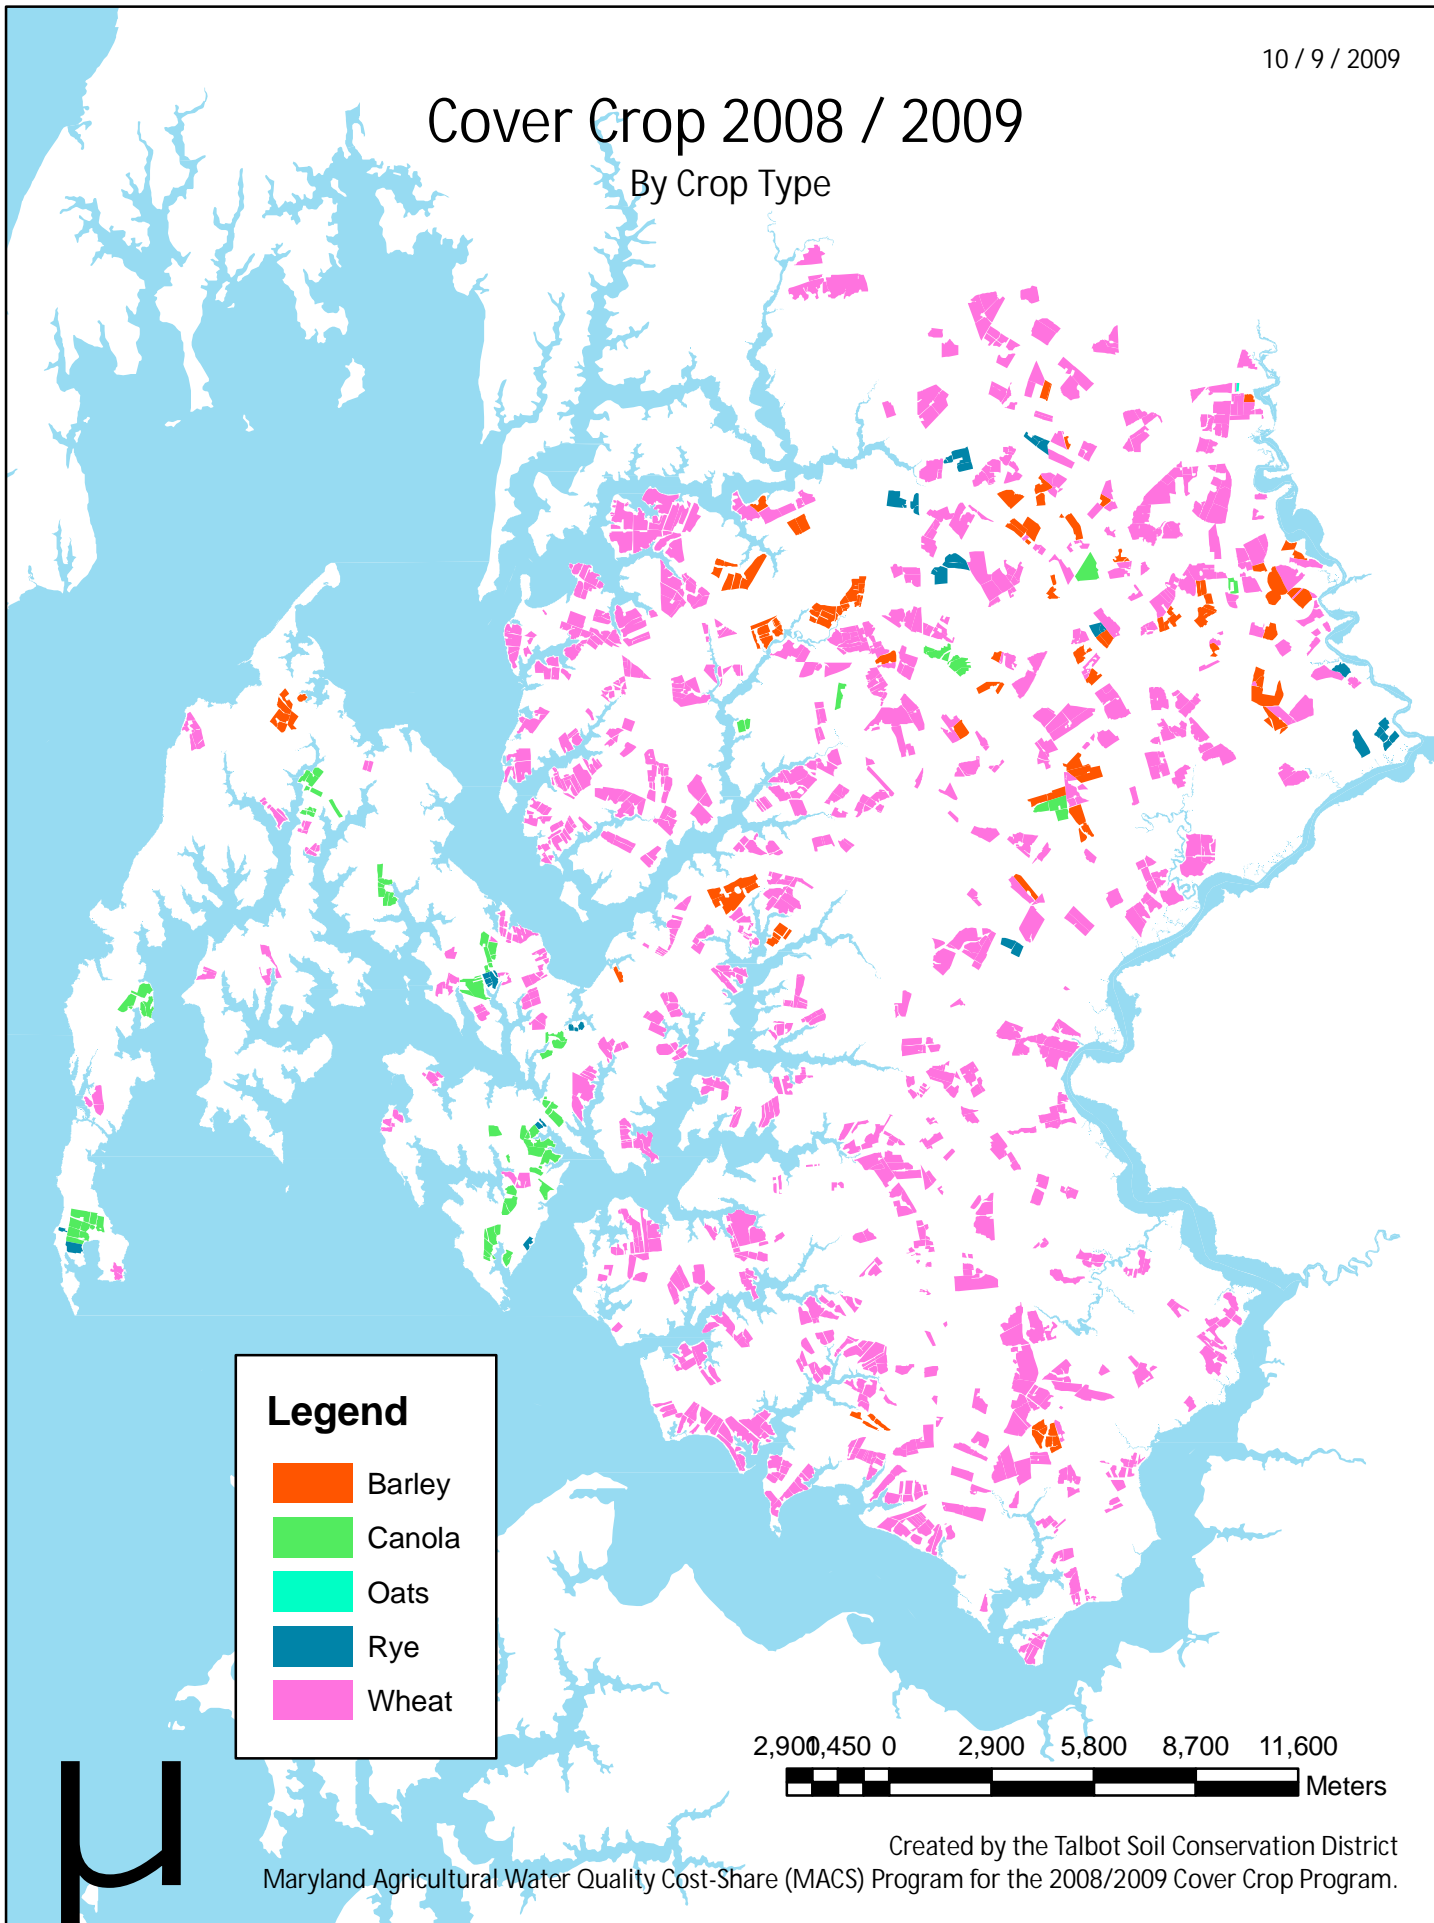 10 / 9 / 2009
Cover Crop 2008 / 2009
By Crop Type
Legend
Barley
Canola
Oats
Rye
Wheat
2,900 1,450 0 2,900 5,800 8,700 11,600
Meters
µ
Created by the Talbot Soil Conservation District
Maryland Agricultural Water Quality Cost-Share (MACS) Program for the 2008/2009 Cover Crop Program.